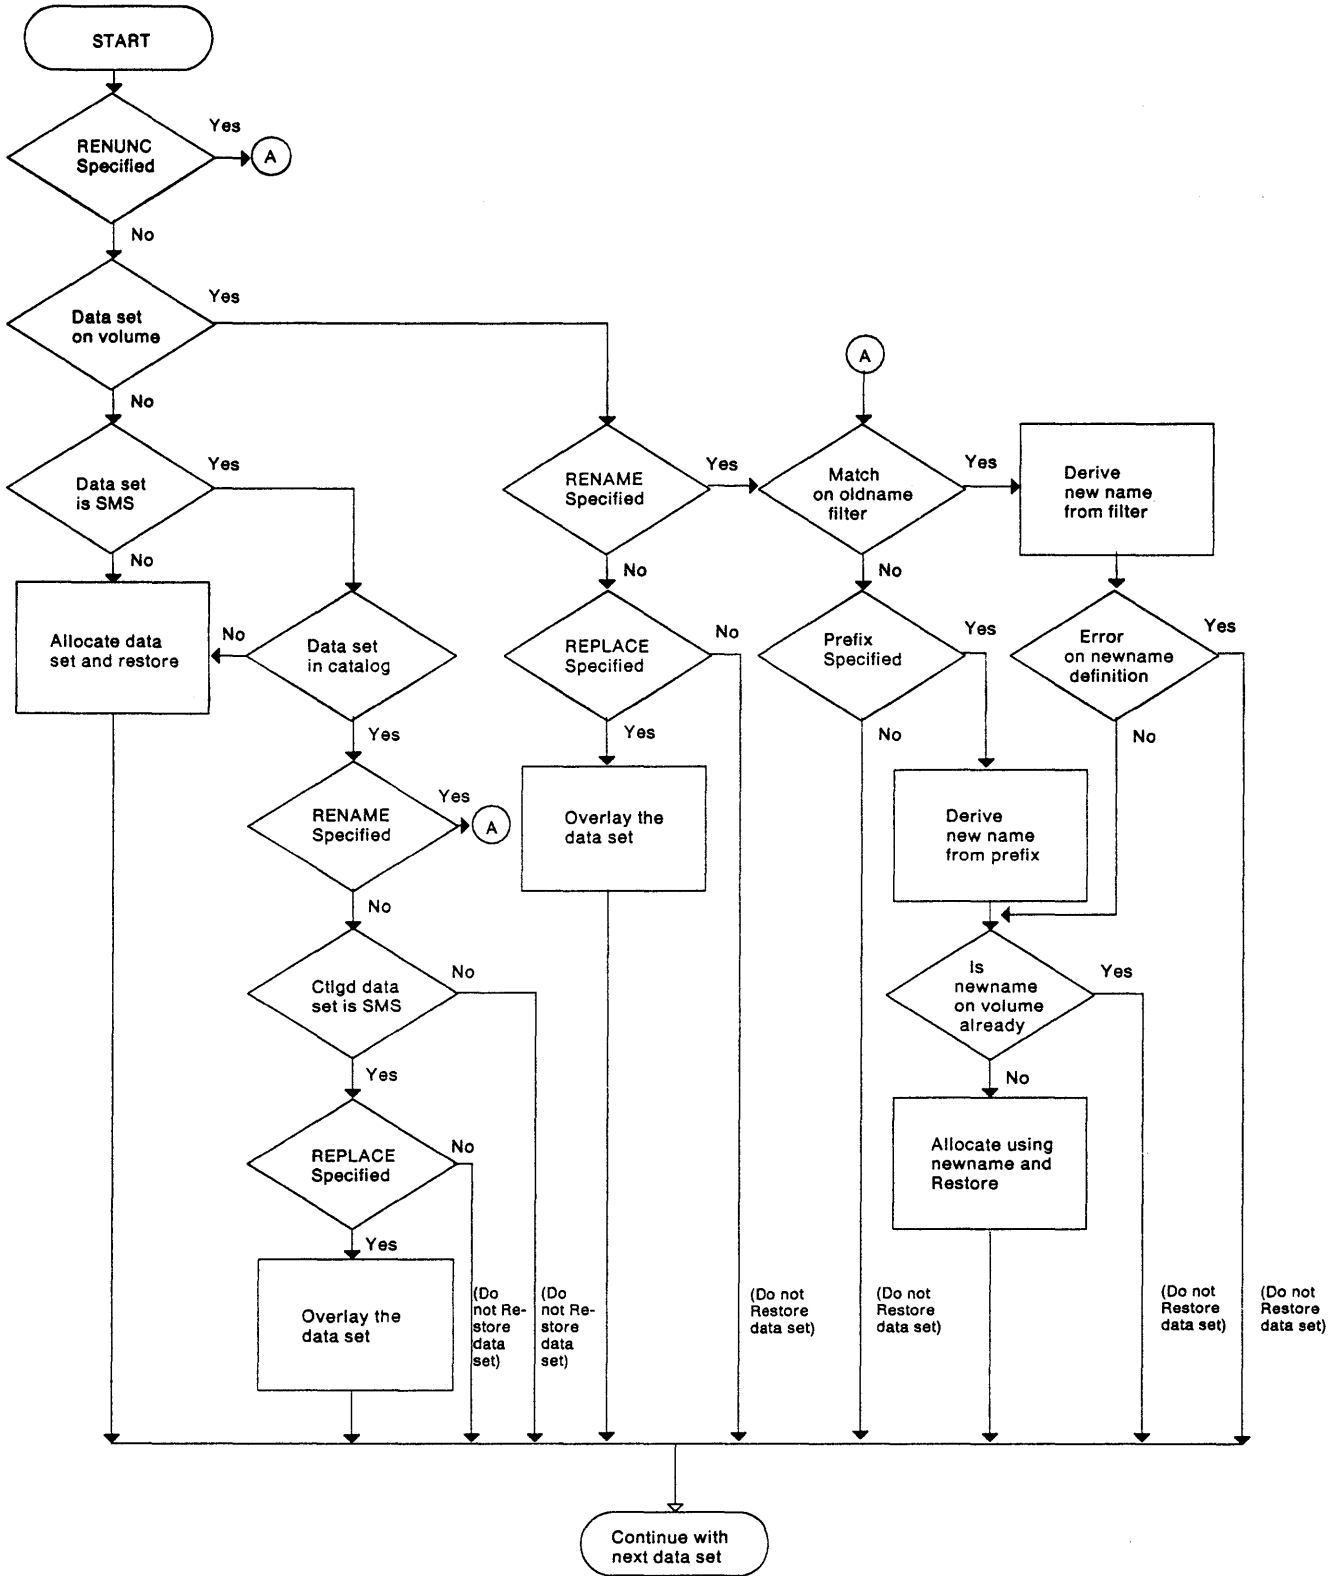 START
Yes
RENUNC
Specified
A
No
Yes
Data set
on volume
No
A
Yes
Data set
is SMS
No
RENAME
Specified
Yes
Match
on oldname
filter
Yes
Derive
new name
from filter
No
No
Allocate data
set and restore
No
Data set
in catalog
REPLACE
Specified
No
Prefix
Specified
Yes
Error
on newname
definition
Yes
Yes
Yes
No
No
RENAME
Specified
Yes
A
Overlay the
data set
Derive
new name
from prefix
No
Ctlgd data
set is SMS
No
Is
newname
on volume
already
Yes
Yes
No
REPLACE
Specified
No
Allocate using
newname and
Restore
Yes
Overlay the
data set
(Do
not Re-
store
data
set)
(Do
not Re-
store
data
set)
(Do not
Restore
data set)
(Do not
Restore
data set)
(Do not
Restore
data set)
(Do not
Restore
data set)
Continue with
next data set